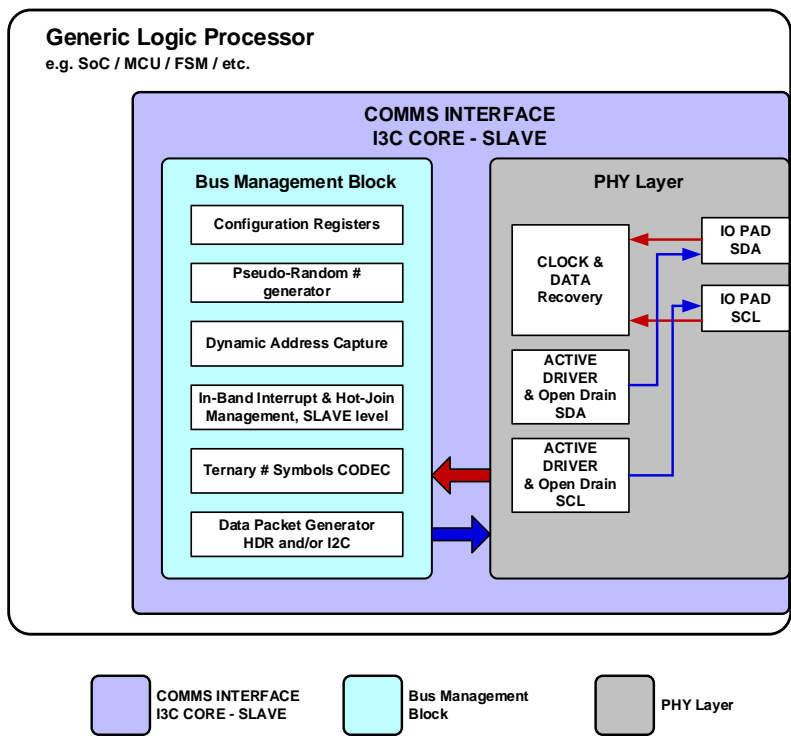 Generic Logic Processor
e.g. SoC / MCU / FSM / etc.
COMMS INTERFACE
I3C CORE - SLAVE
Bus Management Block
Configuration Registers
Pseudo-Random #
generator
Dynamic Address Capture
In-Band Interrupt & Hot-Join
Management, SLAVE level
Ternary # Symbols CODEC
Data Packet Generator
HDR and/or I2C
PHY Layer
CLOCK &
DATA
Recovery
ACTIVE
DRIVER
& Open Drain
SDA
ACTIVE
DRIVER
& Open Drain
SCL
IO PAD
SDA
IO PAD
SCL
COMMS INTERFACE
I3C CORE - SLAVE
Bus Management
Block
PHY Layer